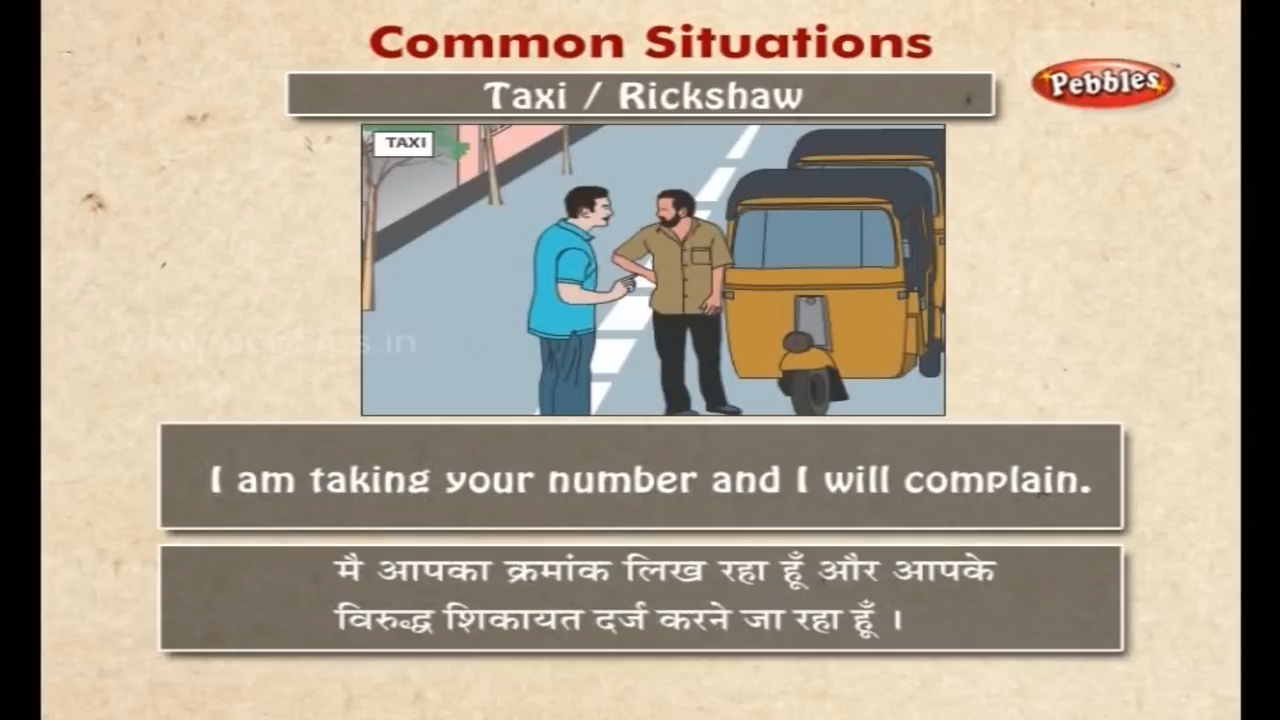 Common Situations
Taxi / Rickshaw
Pebbles
TAXI
I am taking your number and I will complain.
मै आपका क्रमांक लिख रहा हूँ और आपके
विरुद्ध शिकायत दर्ज करने जा रहा हूँ ।